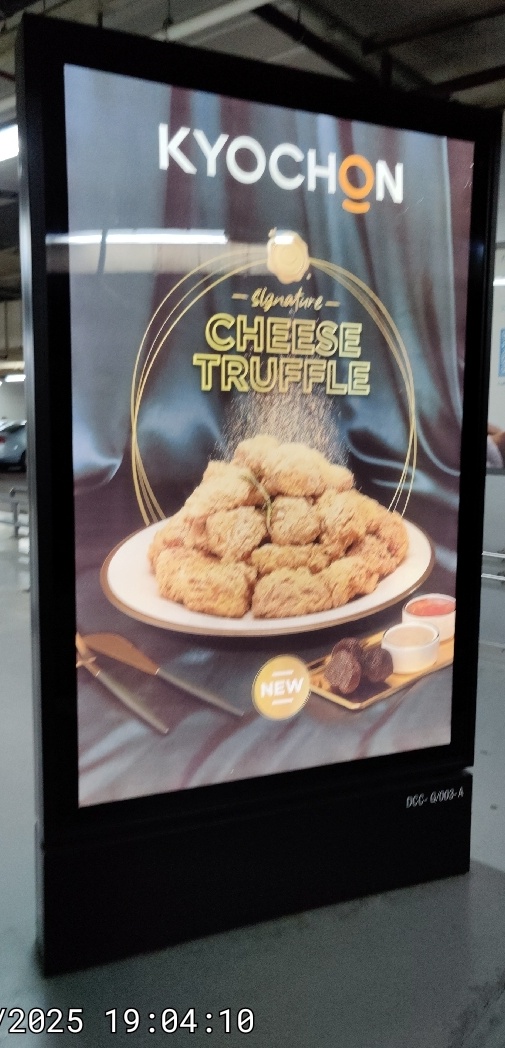 KYOCHON
signature
CHEESE
TRUFFLE
NEW
DCC- G/003-A
/2025 19:04:10